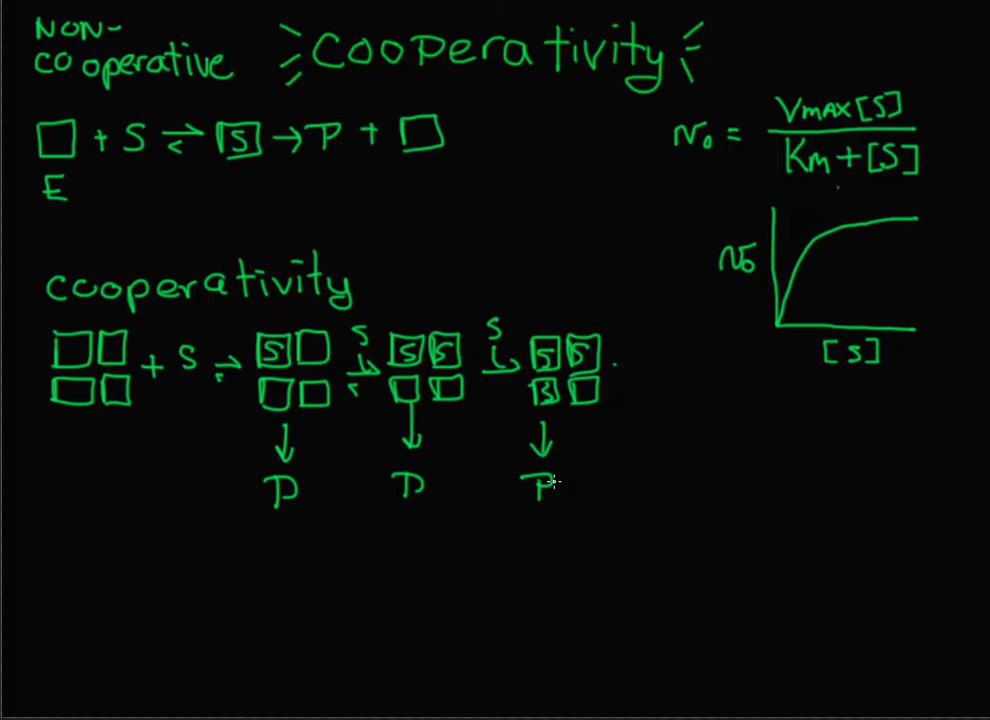 Non-
cooperative
Cooperativity
□ + S ⇌ [S] → P + □
E
V₀ = Vmax[S] / Km + [S]
V₀
[S]
cooperativity
+ S ⇌ S S S S S S S S
P P P